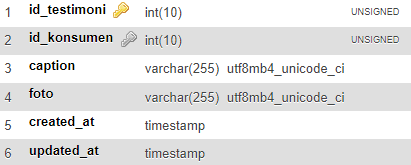 1 id_testimoni int(10) UNSIGNED
2 id_konsumen int(10) UNSIGNED
3 caption varchar(255) utf8mb4_unicode_ci
4 foto varchar(255) utf8mb4_unicode_ci
5 created_at timestamp
6 updated_at timestamp